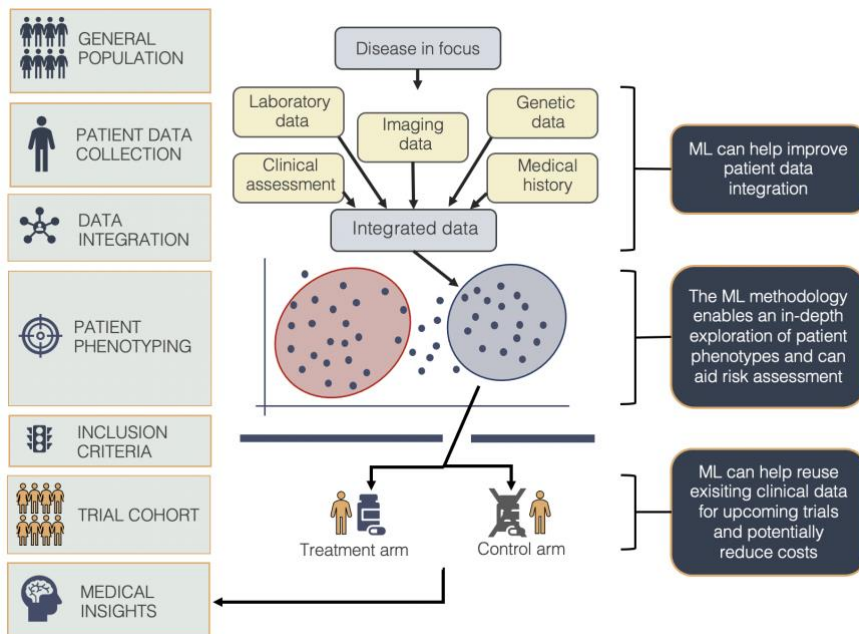 GENERAL
POPULATION
PATIENT DATA
COLLECTION
DATA
INTEGRATION
PATIENT
PHENOTYPING
INCLUSION
CRITERIA
TRIAL COHORT
MEDICAL
INSIGHTS
Disease in focus
Laboratory
data
Imaging
data
Genetic
data
Clinical
assessment
Medical
history
Integrated data
Treatment arm
Control arm
ML can help improve
patient data
integration
The ML methodology
enables an in-depth
exploration of patient
phenotypes and can
aid risk assessment
ML can help reuse
exisiting clinical data
for upcoming trials
and potentially
reduce costs